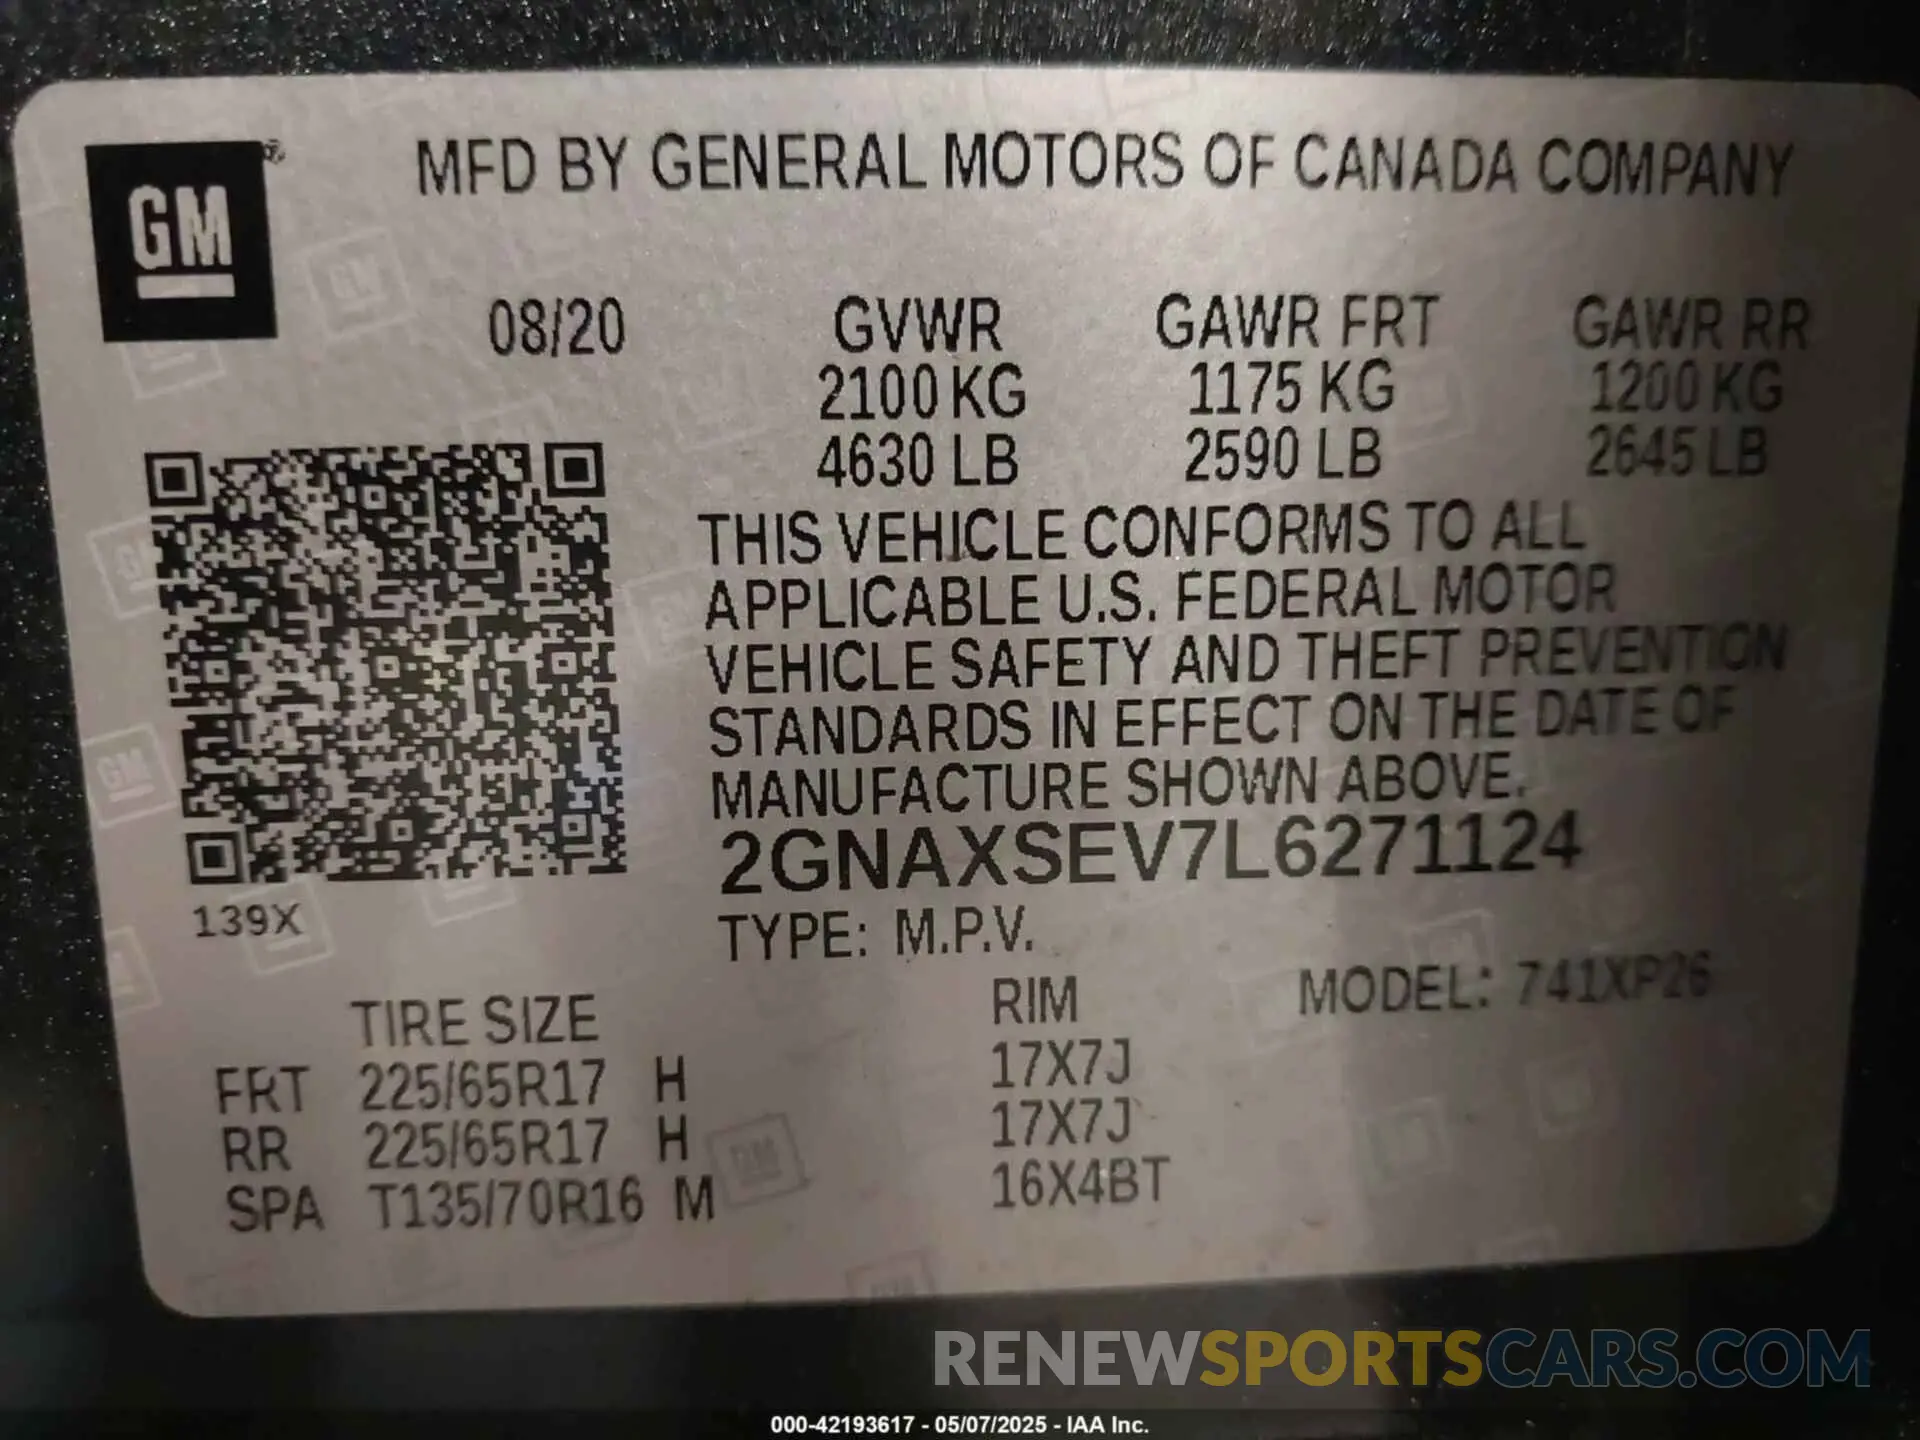 GM
MFD BY GENERAL MOTORS OF CANADA COMPANY
08/20 GVWR GAWR FRT GAWR RR
2100 KG 1175 KG 1200 KG
4630 LB 2590 LB 2645 LB
THIS VEHICLE CONFORMS TO ALL
APPLICABLE U.S. FEDERAL MOTOR
VEHICLE SAFETY AND THEFT PREVENTION
STANDARDS IN EFFECT ON THE DATE OF
MANUFACTURE SHOWN ABOVE.
2GNAXSEV7L6271124
139X
TYPE: M.P.V.
TIRE SIZE RIM MODEL: 741XP26
FRT 225/65R17 H 17X7J
RR 225/65R17 H 17X7J
SPA T135/70R16 M 16X4BT
RENEWSPORTSCARS.COM
000-42193617 - 05/07/2025 - IAA Inc.